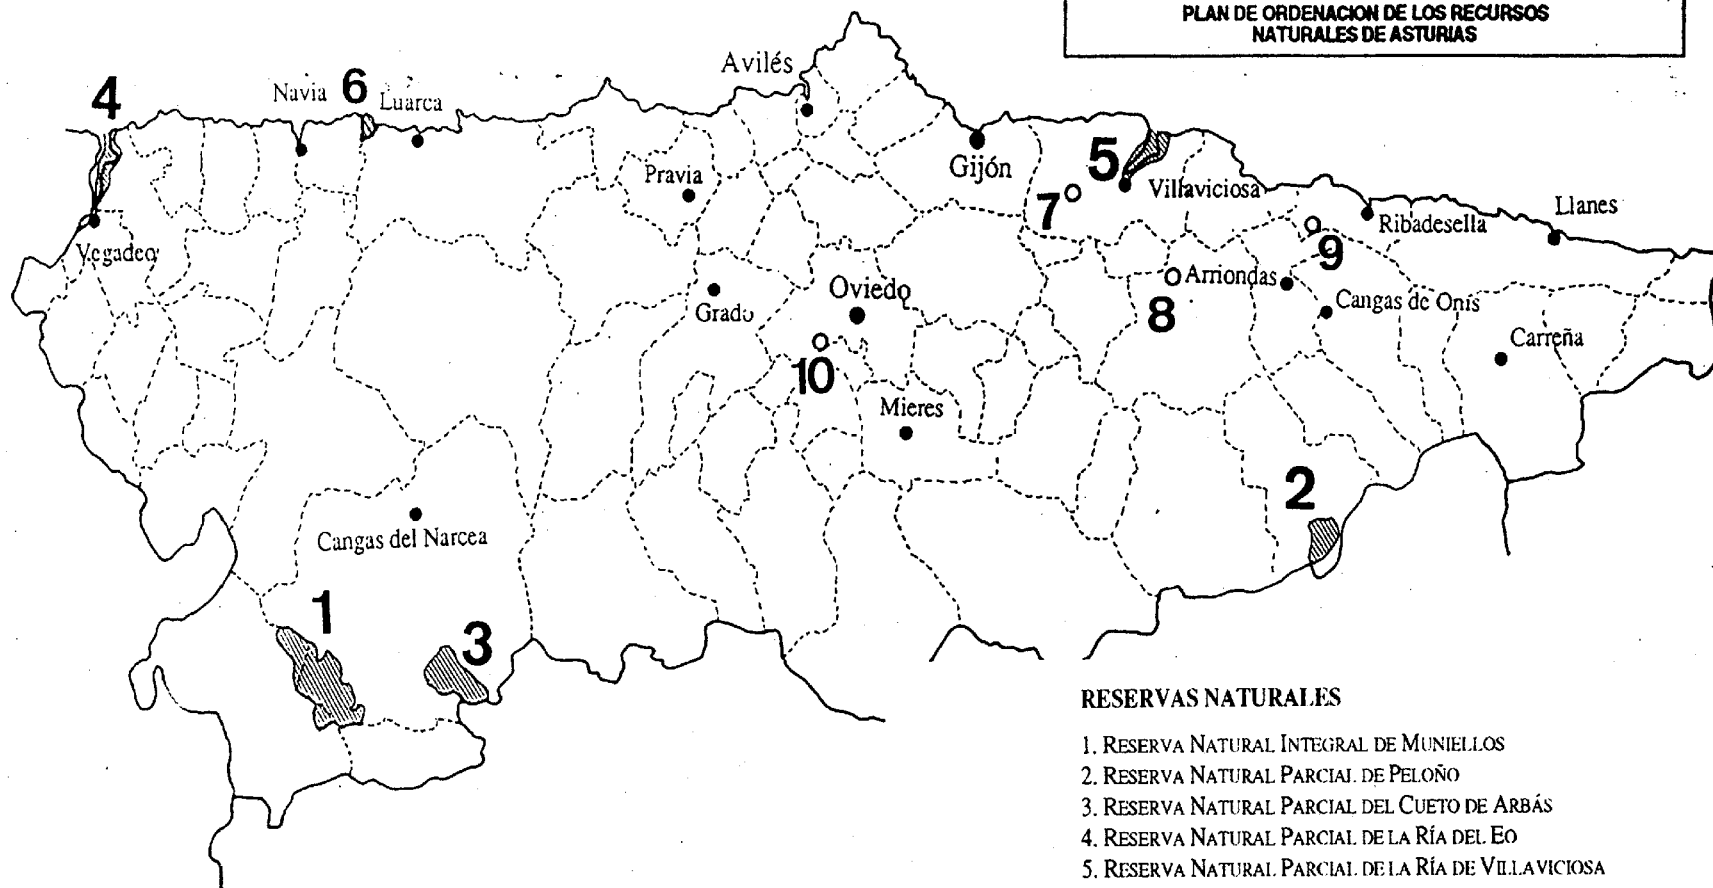 PLAN DE ORDENACION DE LOS RECURSOS
NATURALES DE ASTURIAS
4
Navia
6
Luarca
Avilés
Gijón
5
Villaviciosa
7
Pravia
Vegadeo
Ribadesella
Llanes
9
Arriondas
8
Cangas de Onís
Carreña
Grado
Oviedo
10
Mieres
2
Cangas del Narcea
1
3
RESERVAS NATURALES
1. RESERVA NATURAL INTEGRAL DE MUNIELLOS
2. RESERVA NATURAL PARCIAL DE PELOÑO
3. RESERVA NATURAL PARCIAL DEL CUETO DE ARBÁS
4. RESERVA NATURAL PARCIAL DE LA RÍA DEL EO
5. RESERVA NATURAL PARCIAL DE LA RÍA DE VILLAVICIOSA